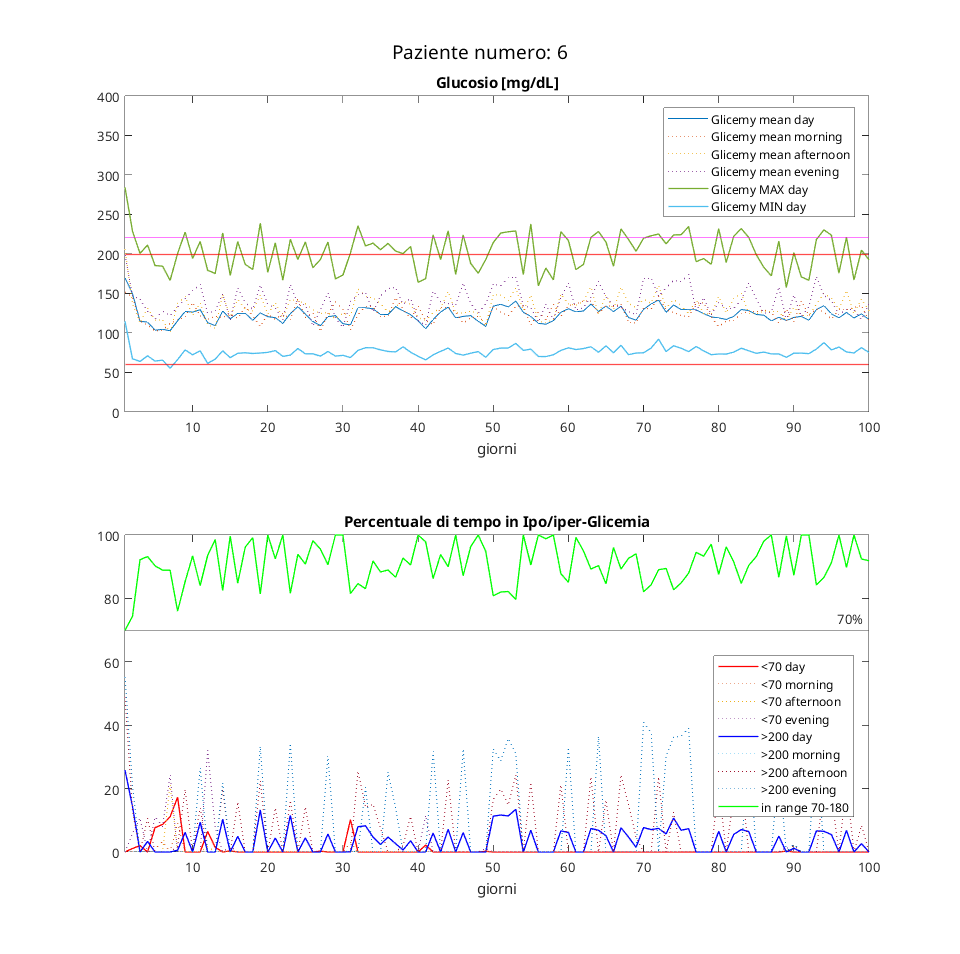 Paziente numero: 6
Glucosio [mg/dL]
400
350
300
250
200
150
100
50
0
Glicemy mean day
Glicemy mean morning
Glicemy mean afternoon
Glicemy mean evening
Glicemy MAX day
Glicemy MIN day
10 20 30 40 50 60 70 80 90 100
giorni
Percentuale di tempo in Ipo/iper-Glicemia
100
80
60
40
20
0
70%
<70 day
<70 morning
<70 afternoon
<70 evening
>200 day
>200 morning
>200 afternoon
>200 evening
in range 70-180
10 20 30 40 50 60 70 80 90 100
giorni